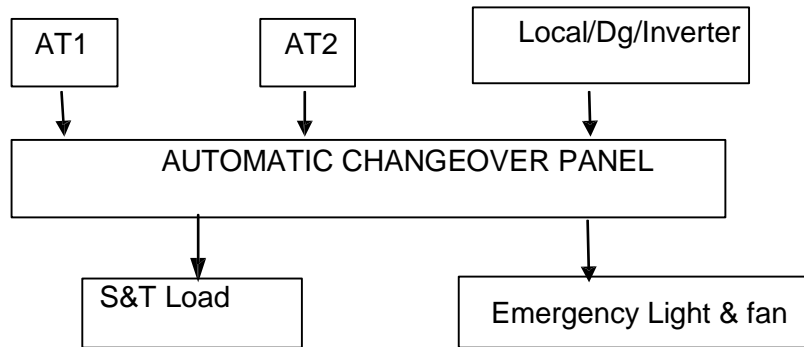 AT1
AT2
Local/Dg/Inverter
AUTOMATIC CHANGEOVER PANEL
S&T Load
Emergency Light & fan